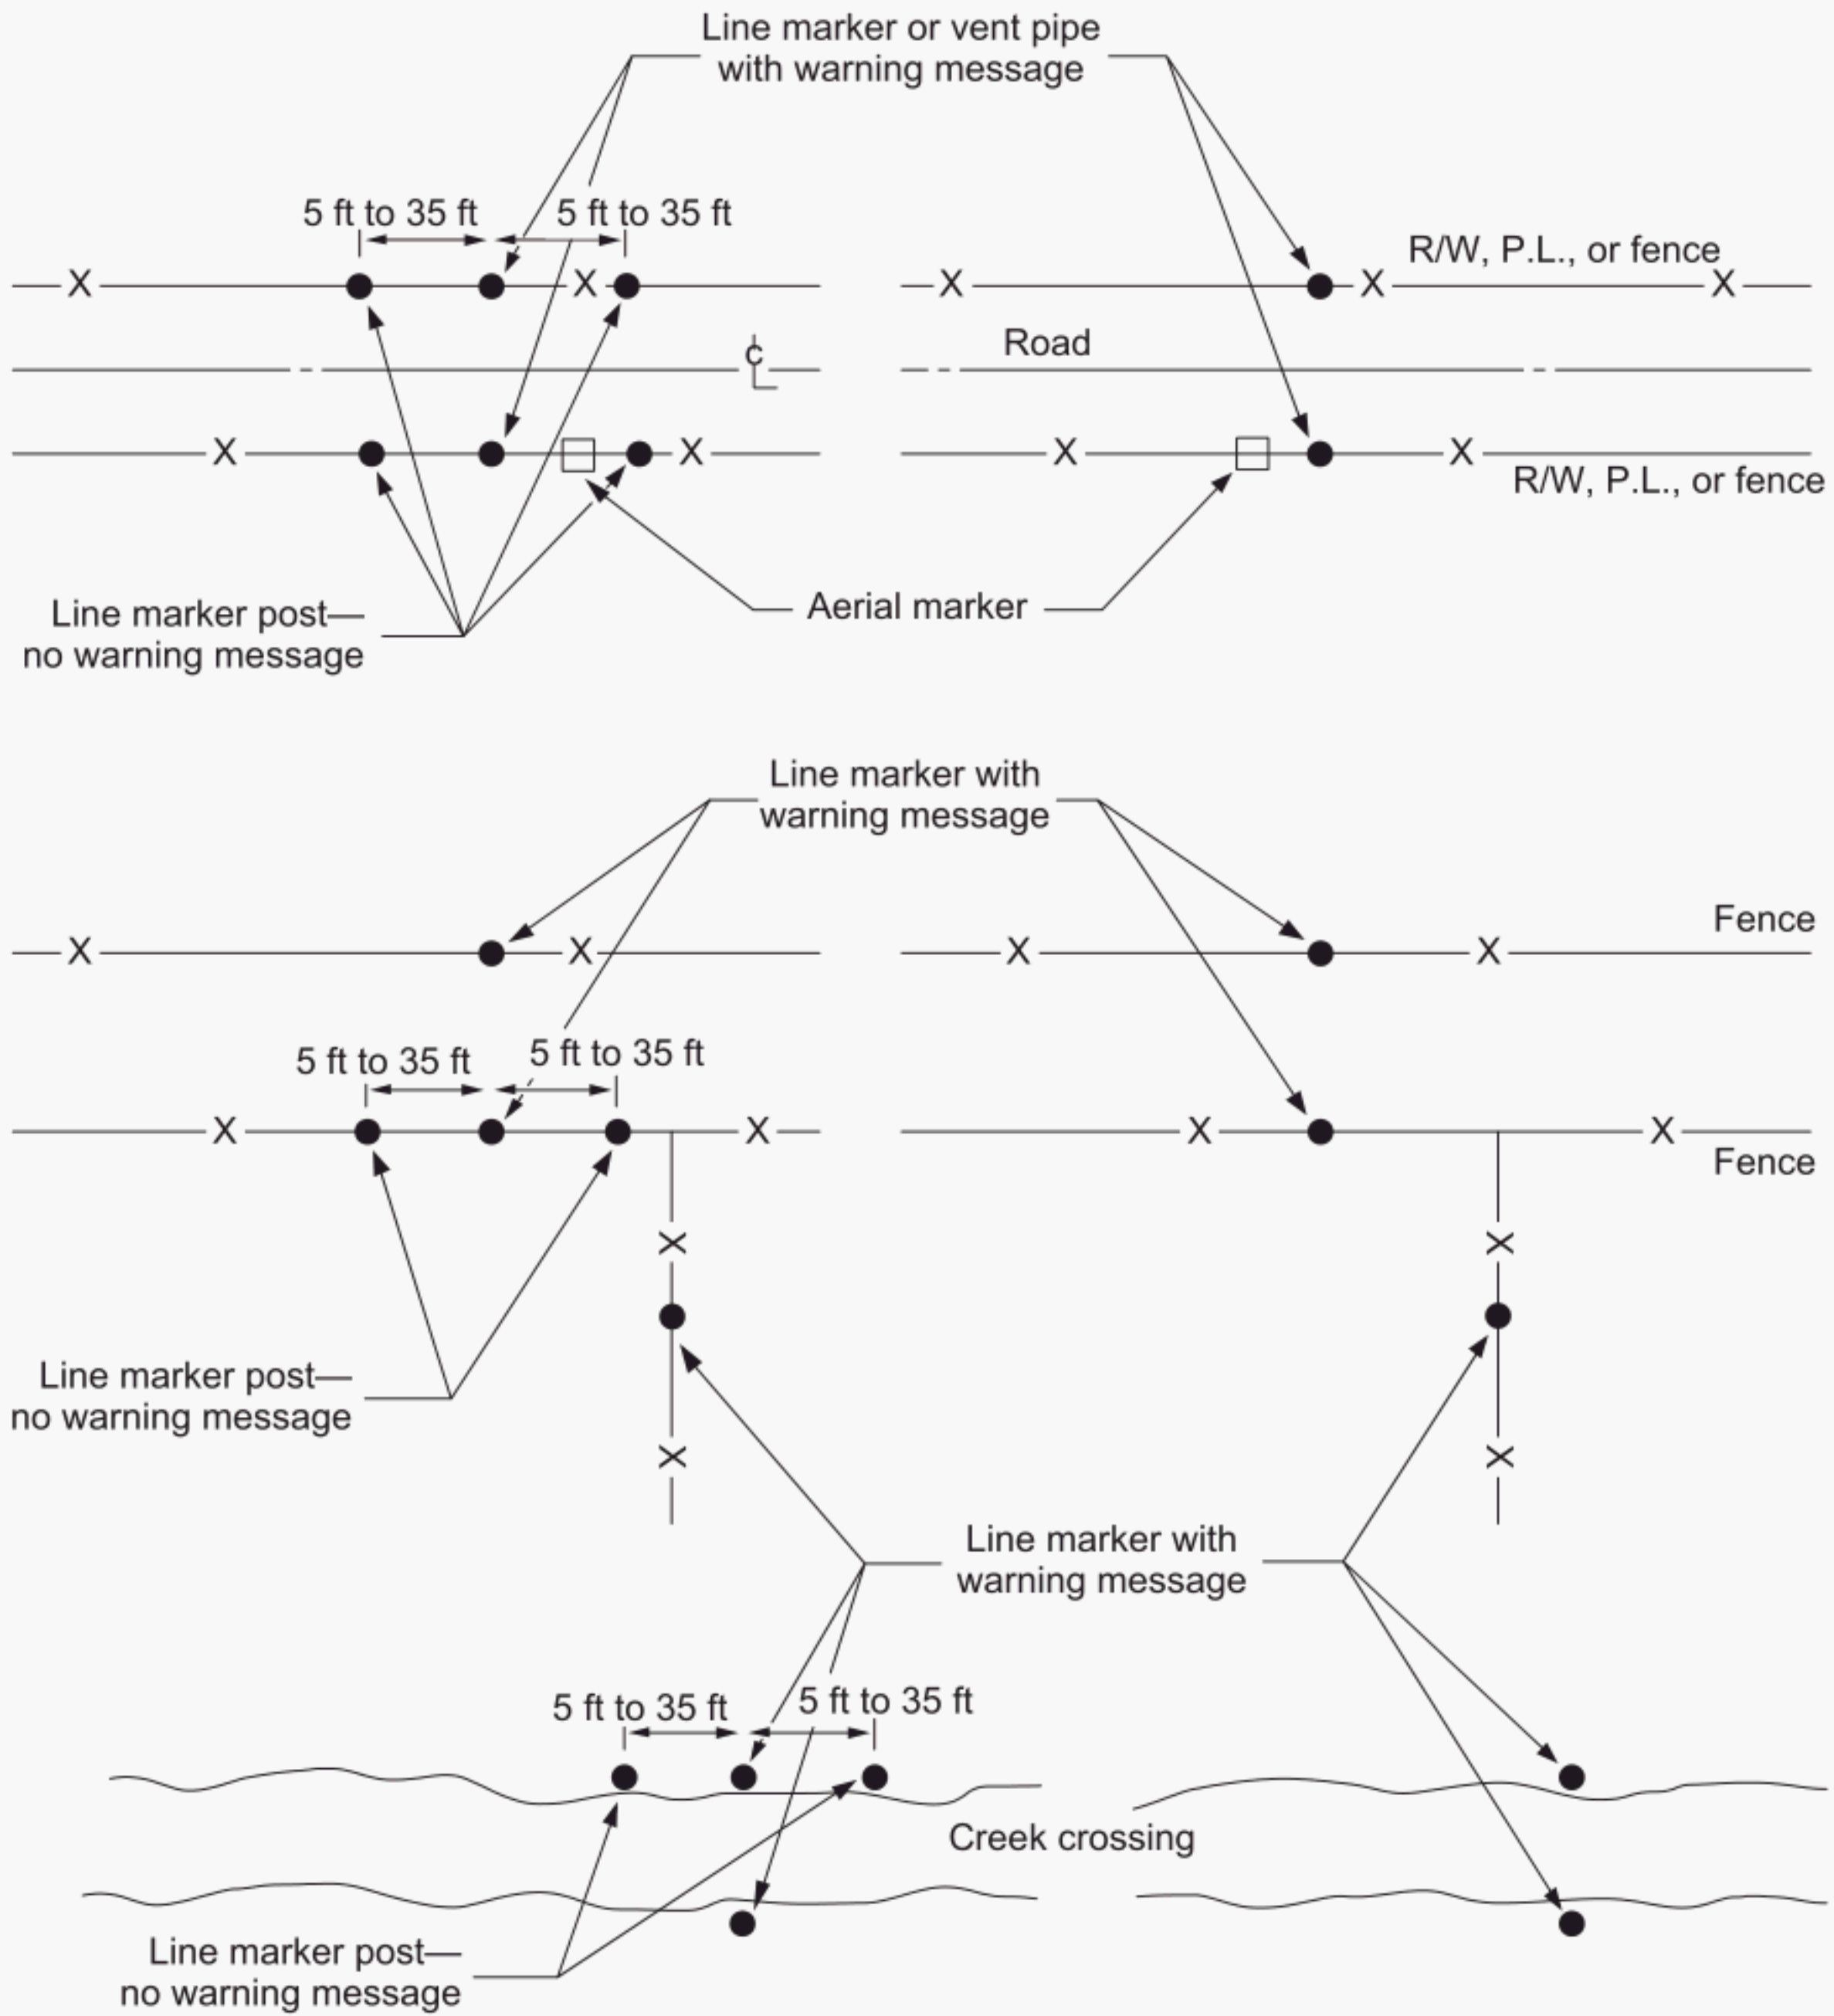 Line marker or vent pipe
with warning message
5 ft to 35 ft
5 ft to 35 ft
R/W, P.L., or fence
X
X
X
X
X
Road
C
L
X
X
X
X
R/W, P.L., or fence
Line marker post—
no warning message
Aerial marker
Line marker with
warning message
Fence
X
X
X
X
5 ft to 35 ft
5 ft to 35 ft
X
X
X
X
Fence
X
X
Line marker post—
no warning message
X
X
Line marker with
warning message
5 ft to 35 ft
5 ft to 35 ft
Creek crossing
Line marker post—
no warning message